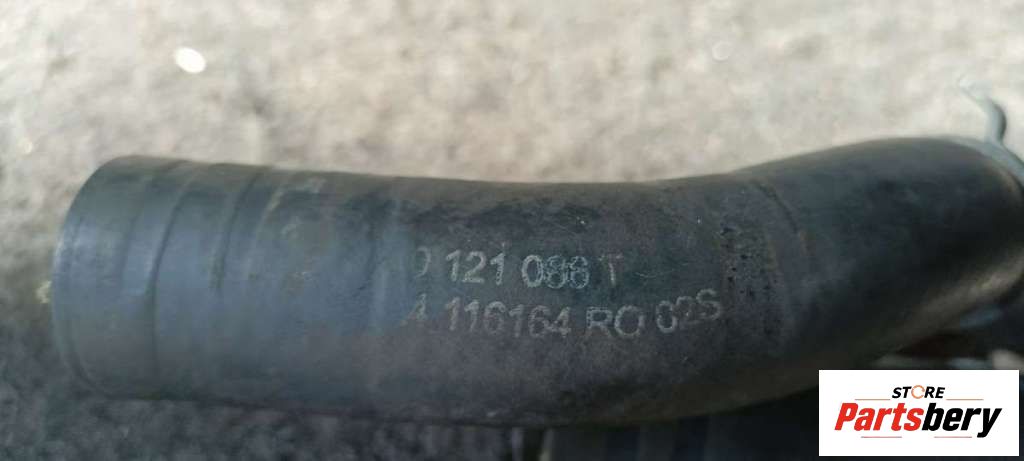 121 086 T
116164 RO 02S
STORE
Partsbery